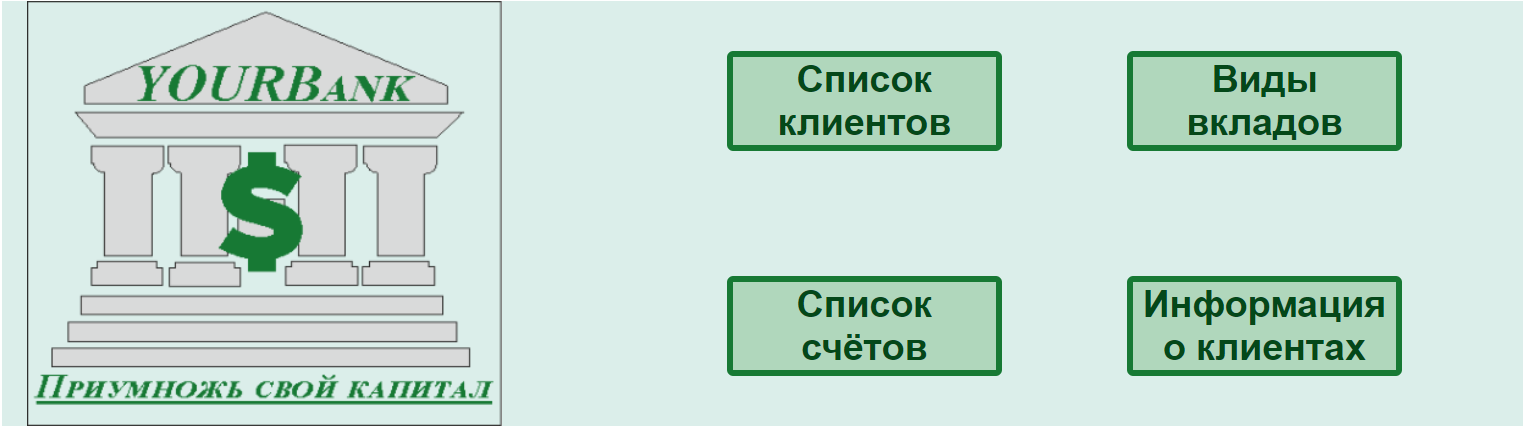 YOURBANK
$
ПРИУМНОЖЬ СВОЙ КАПИТАЛ
Список
клиентов
Виды
вкладов
Список
счётов
Информация
о клиентах